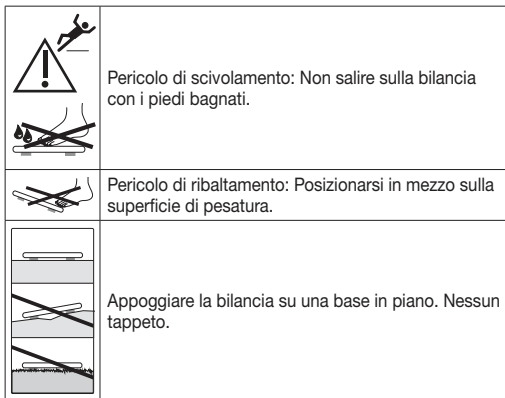 Pericolo di scivolamento: Non salire sulla bilancia
con i piedi bagnati.
Pericolo di ribaltamento: Posizionarsi in mezzo sulla
superficie di pesatura.
Appoggiare la bilancia su una base in piano. Nessun
tappeto.